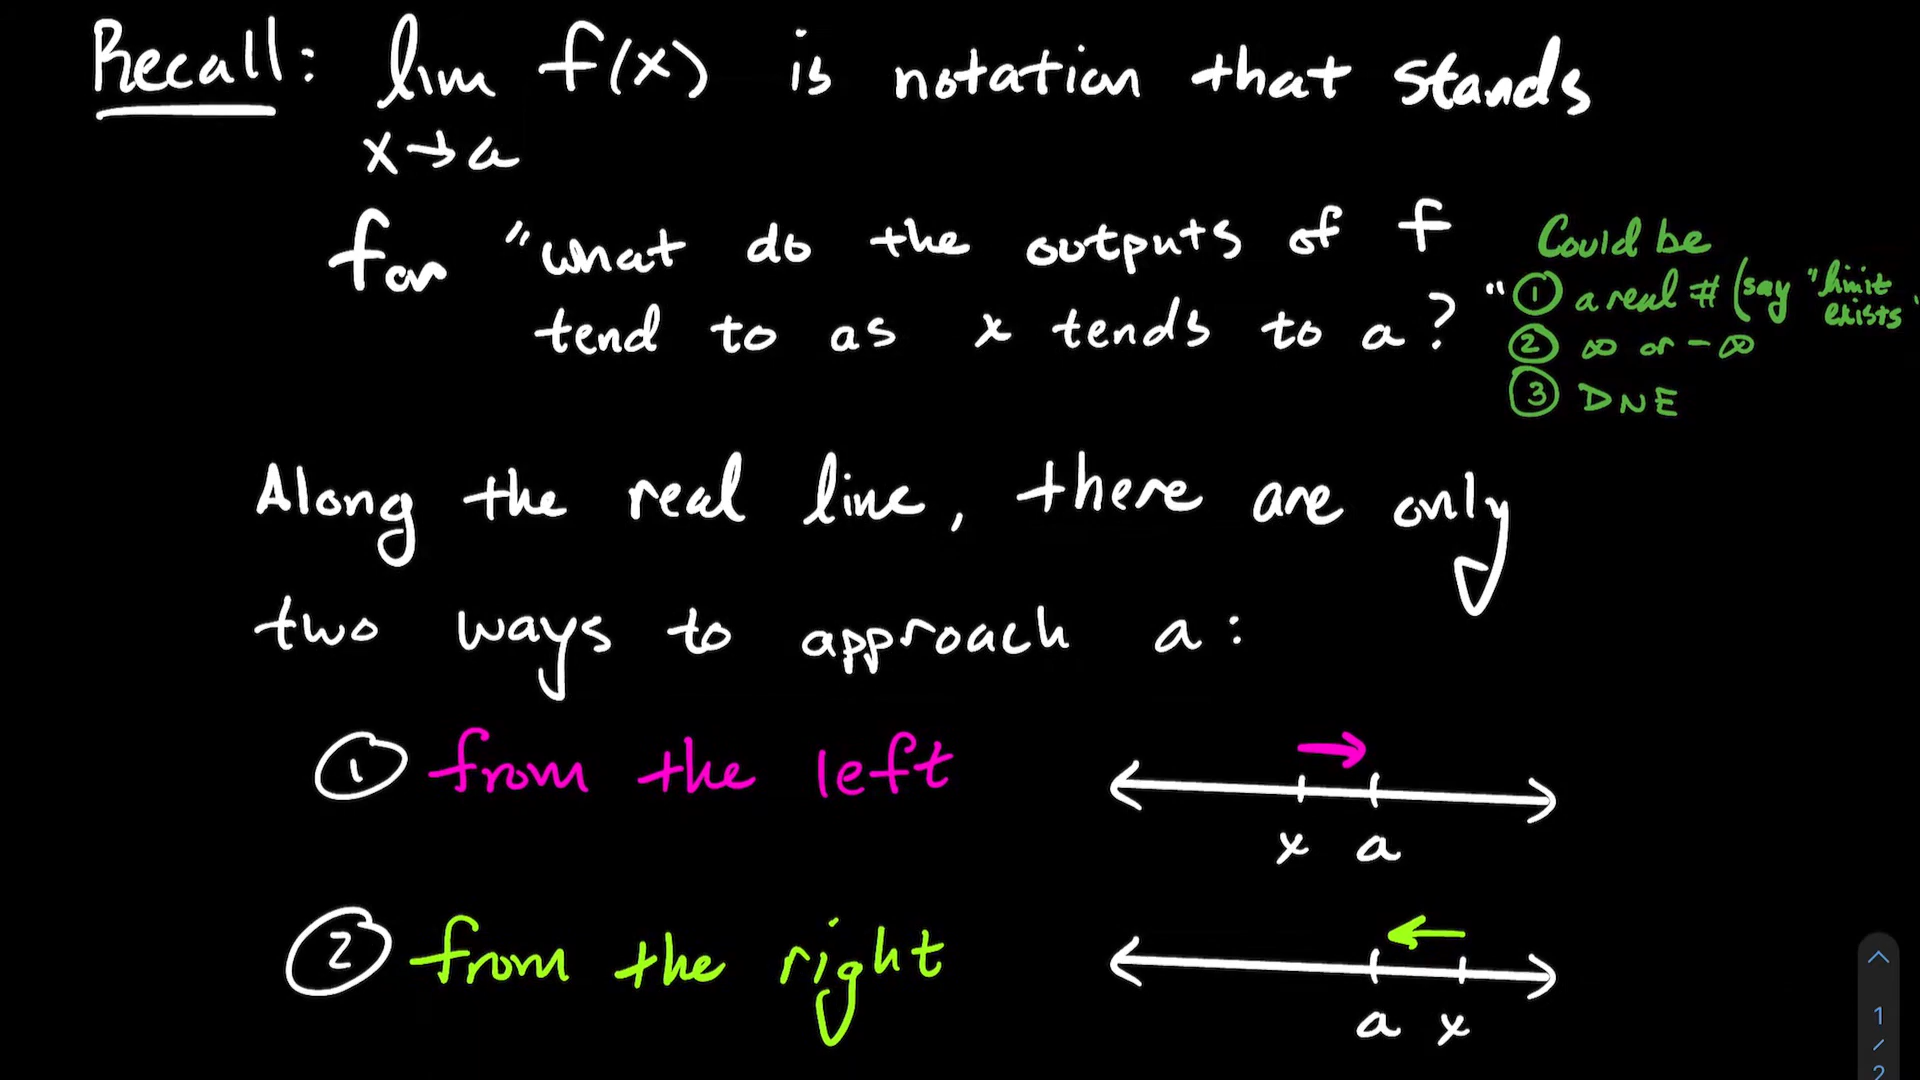 Recall: lim f(x) is notation that stands
x→a
for "what do the outputs of f
tend to as x tends to a?"
Could be
① a real # (say "limit
exists"
② ∞ or -∞
③ DNE
Along the real line, there are only
two ways to approach a:
① from the left
x a
② from the right
a x
1
/
2